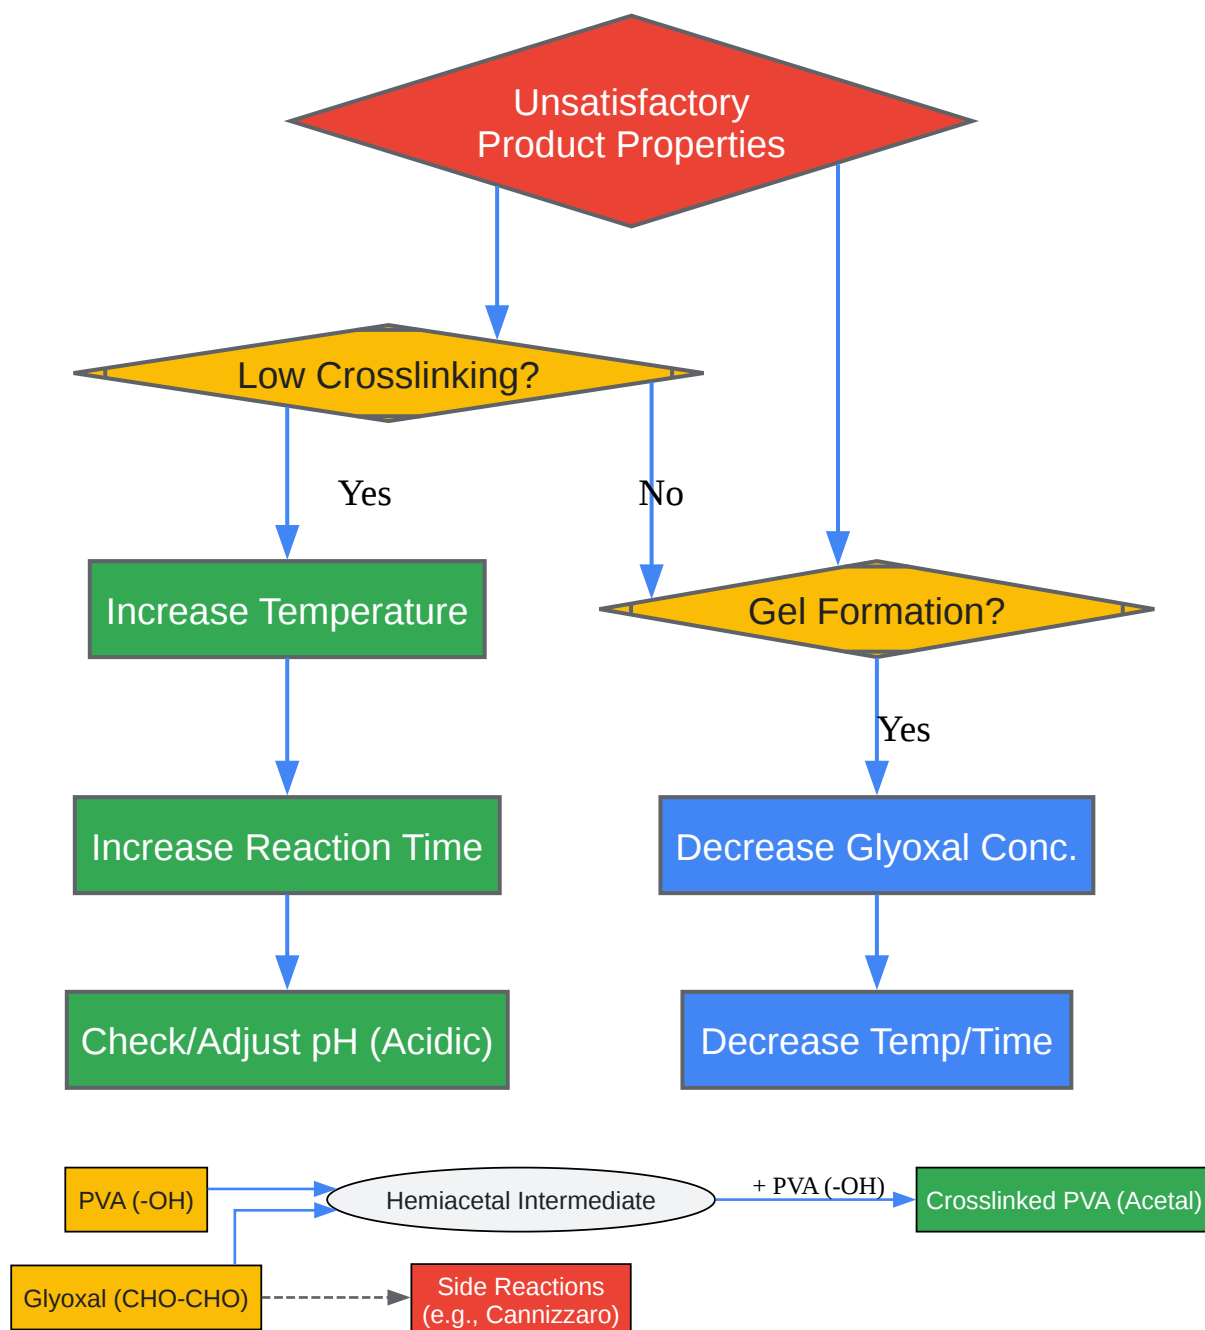 Unsatisfactory
Product Properties
Low Crosslinking?
Yes
No
Increase Temperature
Gel Formation?
Yes
Increase Reaction Time
Decrease Glyoxal Conc.
Check/Adjust pH (Acidic)
Decrease Temp/Time
PVA (-OH)
Hemiacetal Intermediate
+ PVA (-OH)
Crosslinked PVA (Acetal)
Glyoxal (CHO-CHO)
Side Reactions
(e.g., Cannizzaro)